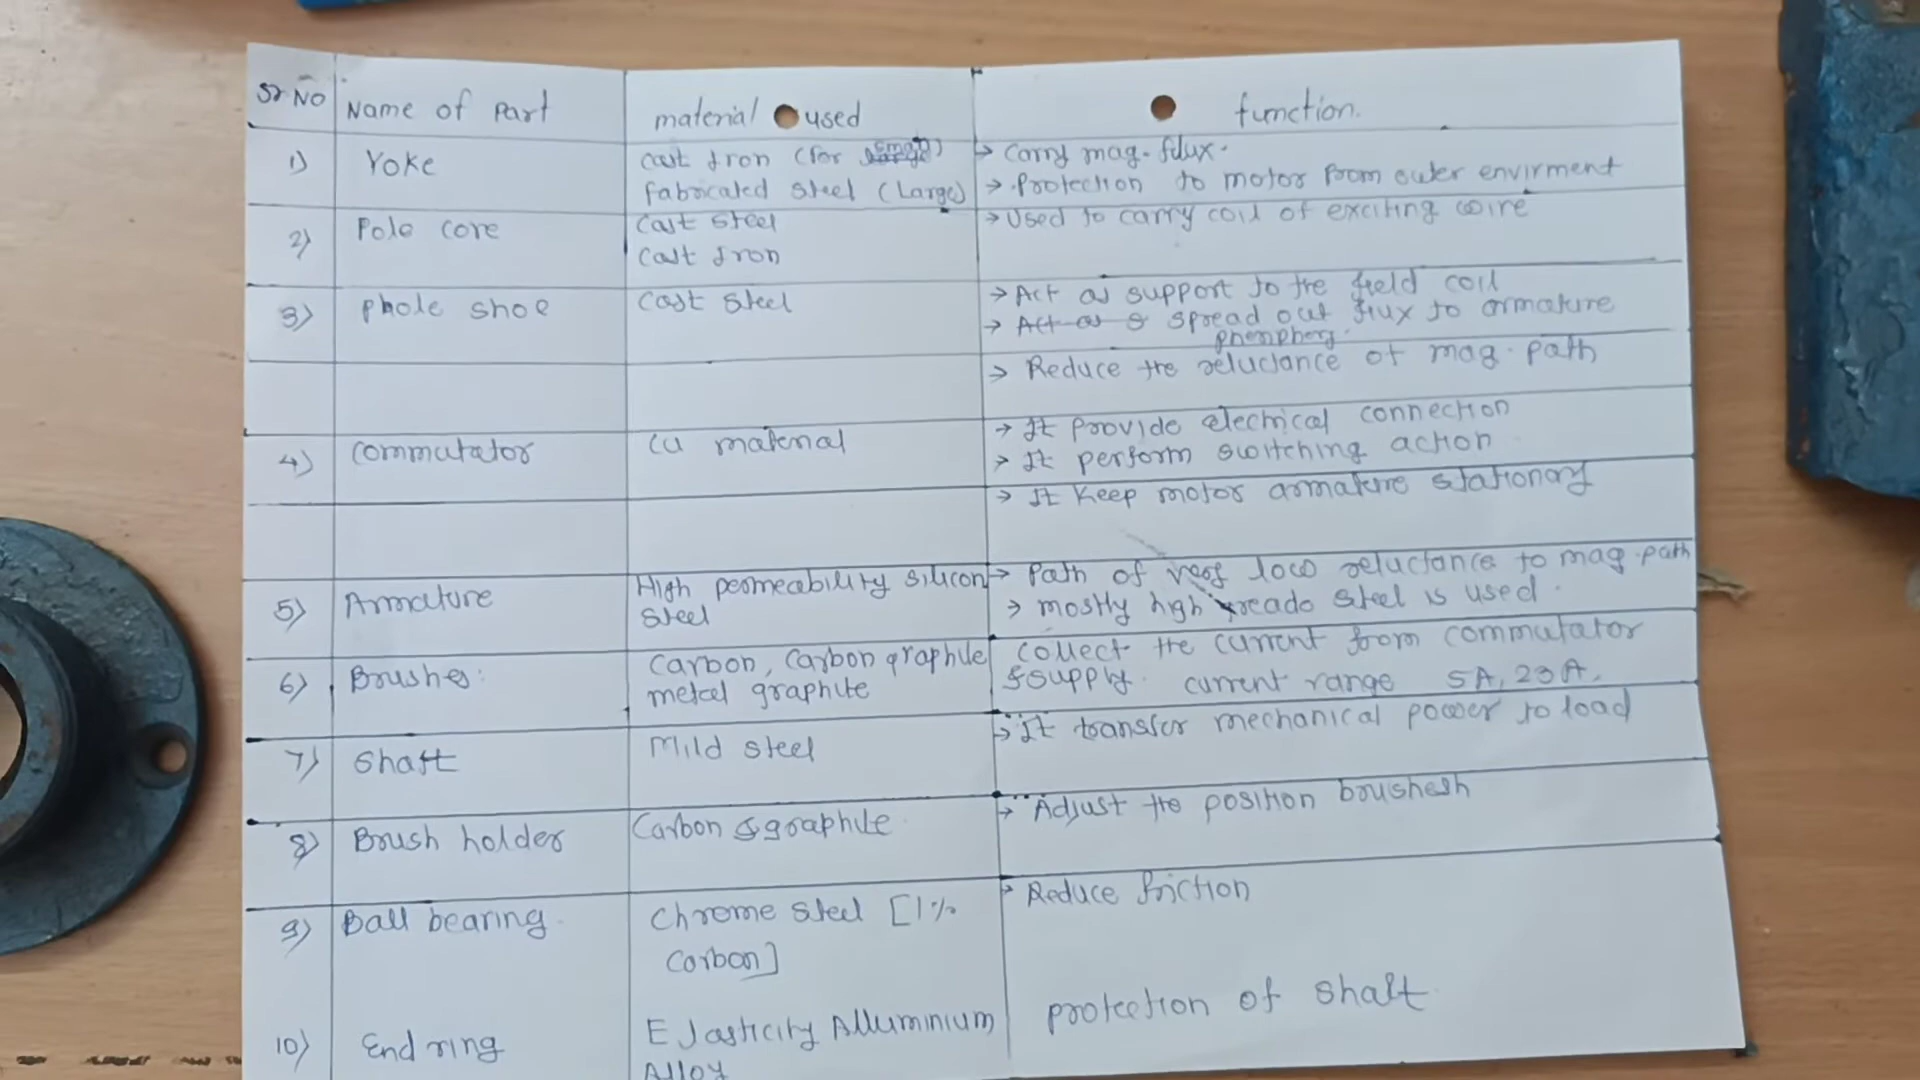 Sr No Name of Part material used function.
1) Yoke Cast Iron (for small) → Carry mag. flux.
Fabricated steel (Large) → Protection to motor from outer envirment
2) Pole core Cast steel → Used to carry coil of exciting wire
Cast Iron
3) Phole shoe Cast steel → Act as support to the field coil
→ Act as & spread out flux to armature
→ Reduce the reluctance of mag. path
4) Commutator Cu material → It provide electrical connection
→ It perform switching action
→ It keep motor armature stationary
5) Armature High permeability silicon → Path of very low reluctance to mag. path
steel → mostly high steel is used.
6) Brushes: Carbon, Carbon graphite Collect the current from commutator
metal graphite & supply. current range 5A, 23A.
7) Shaft Mild steel → It transfer mechanical power to load
8) Brush holder Carbon & graphite → Adjust the position brushesh
9) Ball bearing Chrome steel [1% → Reduce friction
Carbon]
10) End ring Elasticity Alluminium protection of shaft
Alloy